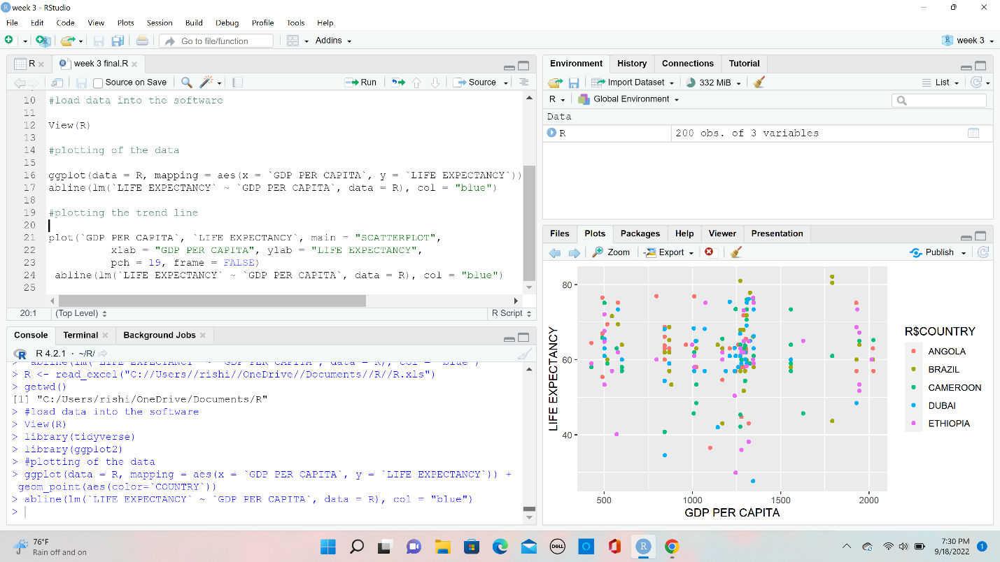 week 3 - RStudio
File Edit Code View Plots Session Build Debug Profile Tools Help
Go to file/function Addins week 3
R week 3 final.R
Source on Save Run Source
10 #load data into the software
11
12 View(R)
13
14 #plotting of the data
15
16 ggplot(data = R, mapping = aes(x = `GDP PER CAPITA`, y = `LIFE EXPECTANCY`))
17 abline(lm(`LIFE EXPECTANCY` ~ `GDP PER CAPITA`, data = R), col = "blue")
18
19 #plotting the trend line
20
21 plot(`GDP PER CAPITA`, `LIFE EXPECTANCY`, main = "SCATTERPLOT",
22 xlab = "GDP PER CAPITA", ylab = "LIFE EXPECTANCY",
23 pch = 19, frame = FALSE)
24 abline(lm(`LIFE EXPECTANCY` ~ `GDP PER CAPITA`, data = R), col = "blue")
25
20:1 (Top Level) R Script
Console Terminal Background Jobs
R 4.2.1 · ~/R/
> abline(lm(`LIFE EXPECTANCY` ~ `GDP PER CAPITA`, data = R), col = "blue")
> R <- read_excel("C://Users//rishi//OneDrive//Documents//R//R.xls")
> getwd()
[1] "C:/Users/rishi/OneDrive/Documents/R"
> #load data into the software
> View(R)
> library(tidyverse)
> library(ggplot2)
> #plotting of the data
> ggplot(data = R, mapping = aes(x = `GDP PER CAPITA`, y = `LIFE EXPECTANCY`)) +
geom_point(aes(color=`COUNTRY`))
> abline(lm(`LIFE EXPECTANCY` ~ `GDP PER CAPITA`, data = R), col = "blue")
>
Environment History Connections Tutorial
Import Dataset 332 MiB List
R Global Environment
Data
R 200 obs. of 3 variables
Files Plots Packages Help Viewer Presentation
Zoom Export Publish
80
60
40
LIFE EXPECTANCY
500 1000 1500 2000
GDP PER CAPITA
R$COUNTRY
ANGOLA
BRAZIL
CAMEROON
DUBAI
ETHIOPIA
76°F
Rain off and on
DELL
7:30 PM
9/18/2022
1